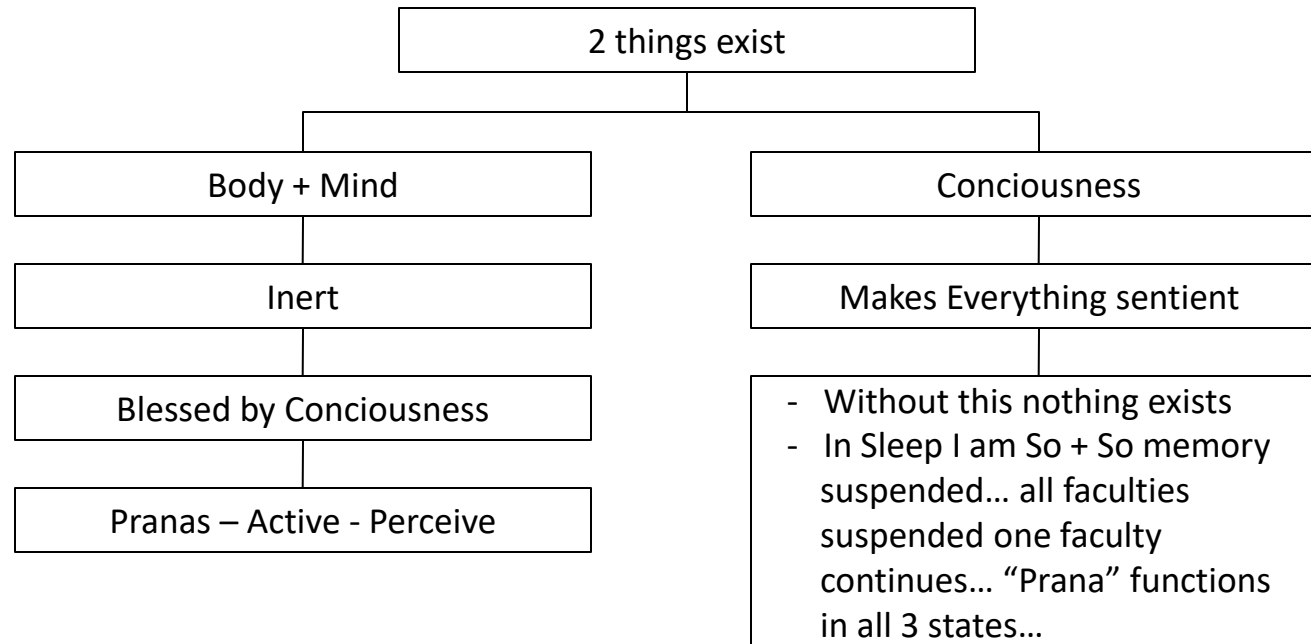 2 things exist
Body + Mind
Conciousness
Inert
Makes Everything sentient
Blessed by Conciousness
- Without this nothing exists
- In Sleep I am So + So memory
suspended… all faculties
suspended one faculty
continues… “Prana” functions
in all 3 states…
Pranas – Active - Perceive